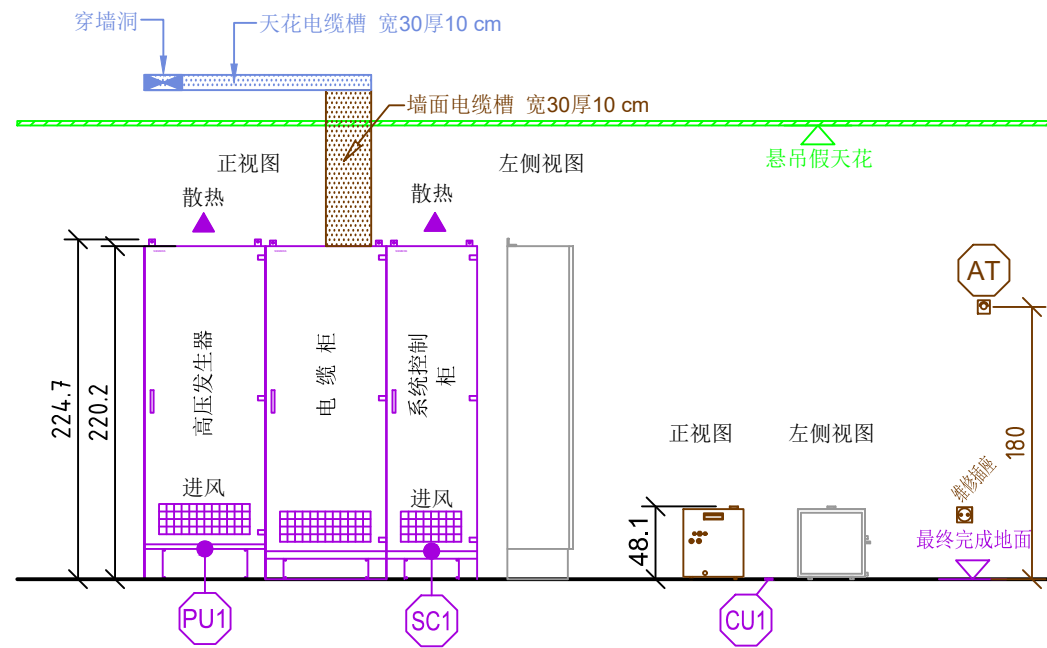 穿墙洞
天花电缆槽 宽30厚10 cm
墙面电缆槽 宽30厚10 cm
悬吊假天花
正视图
左侧视图
散热
散热
AT
224.7
220.2
高压发生器
电缆柜
系统控制
柜
180
正视图
左侧视图
进风
进风
维修插座
48.1
最终完成地面
PU1
SC1
CU1